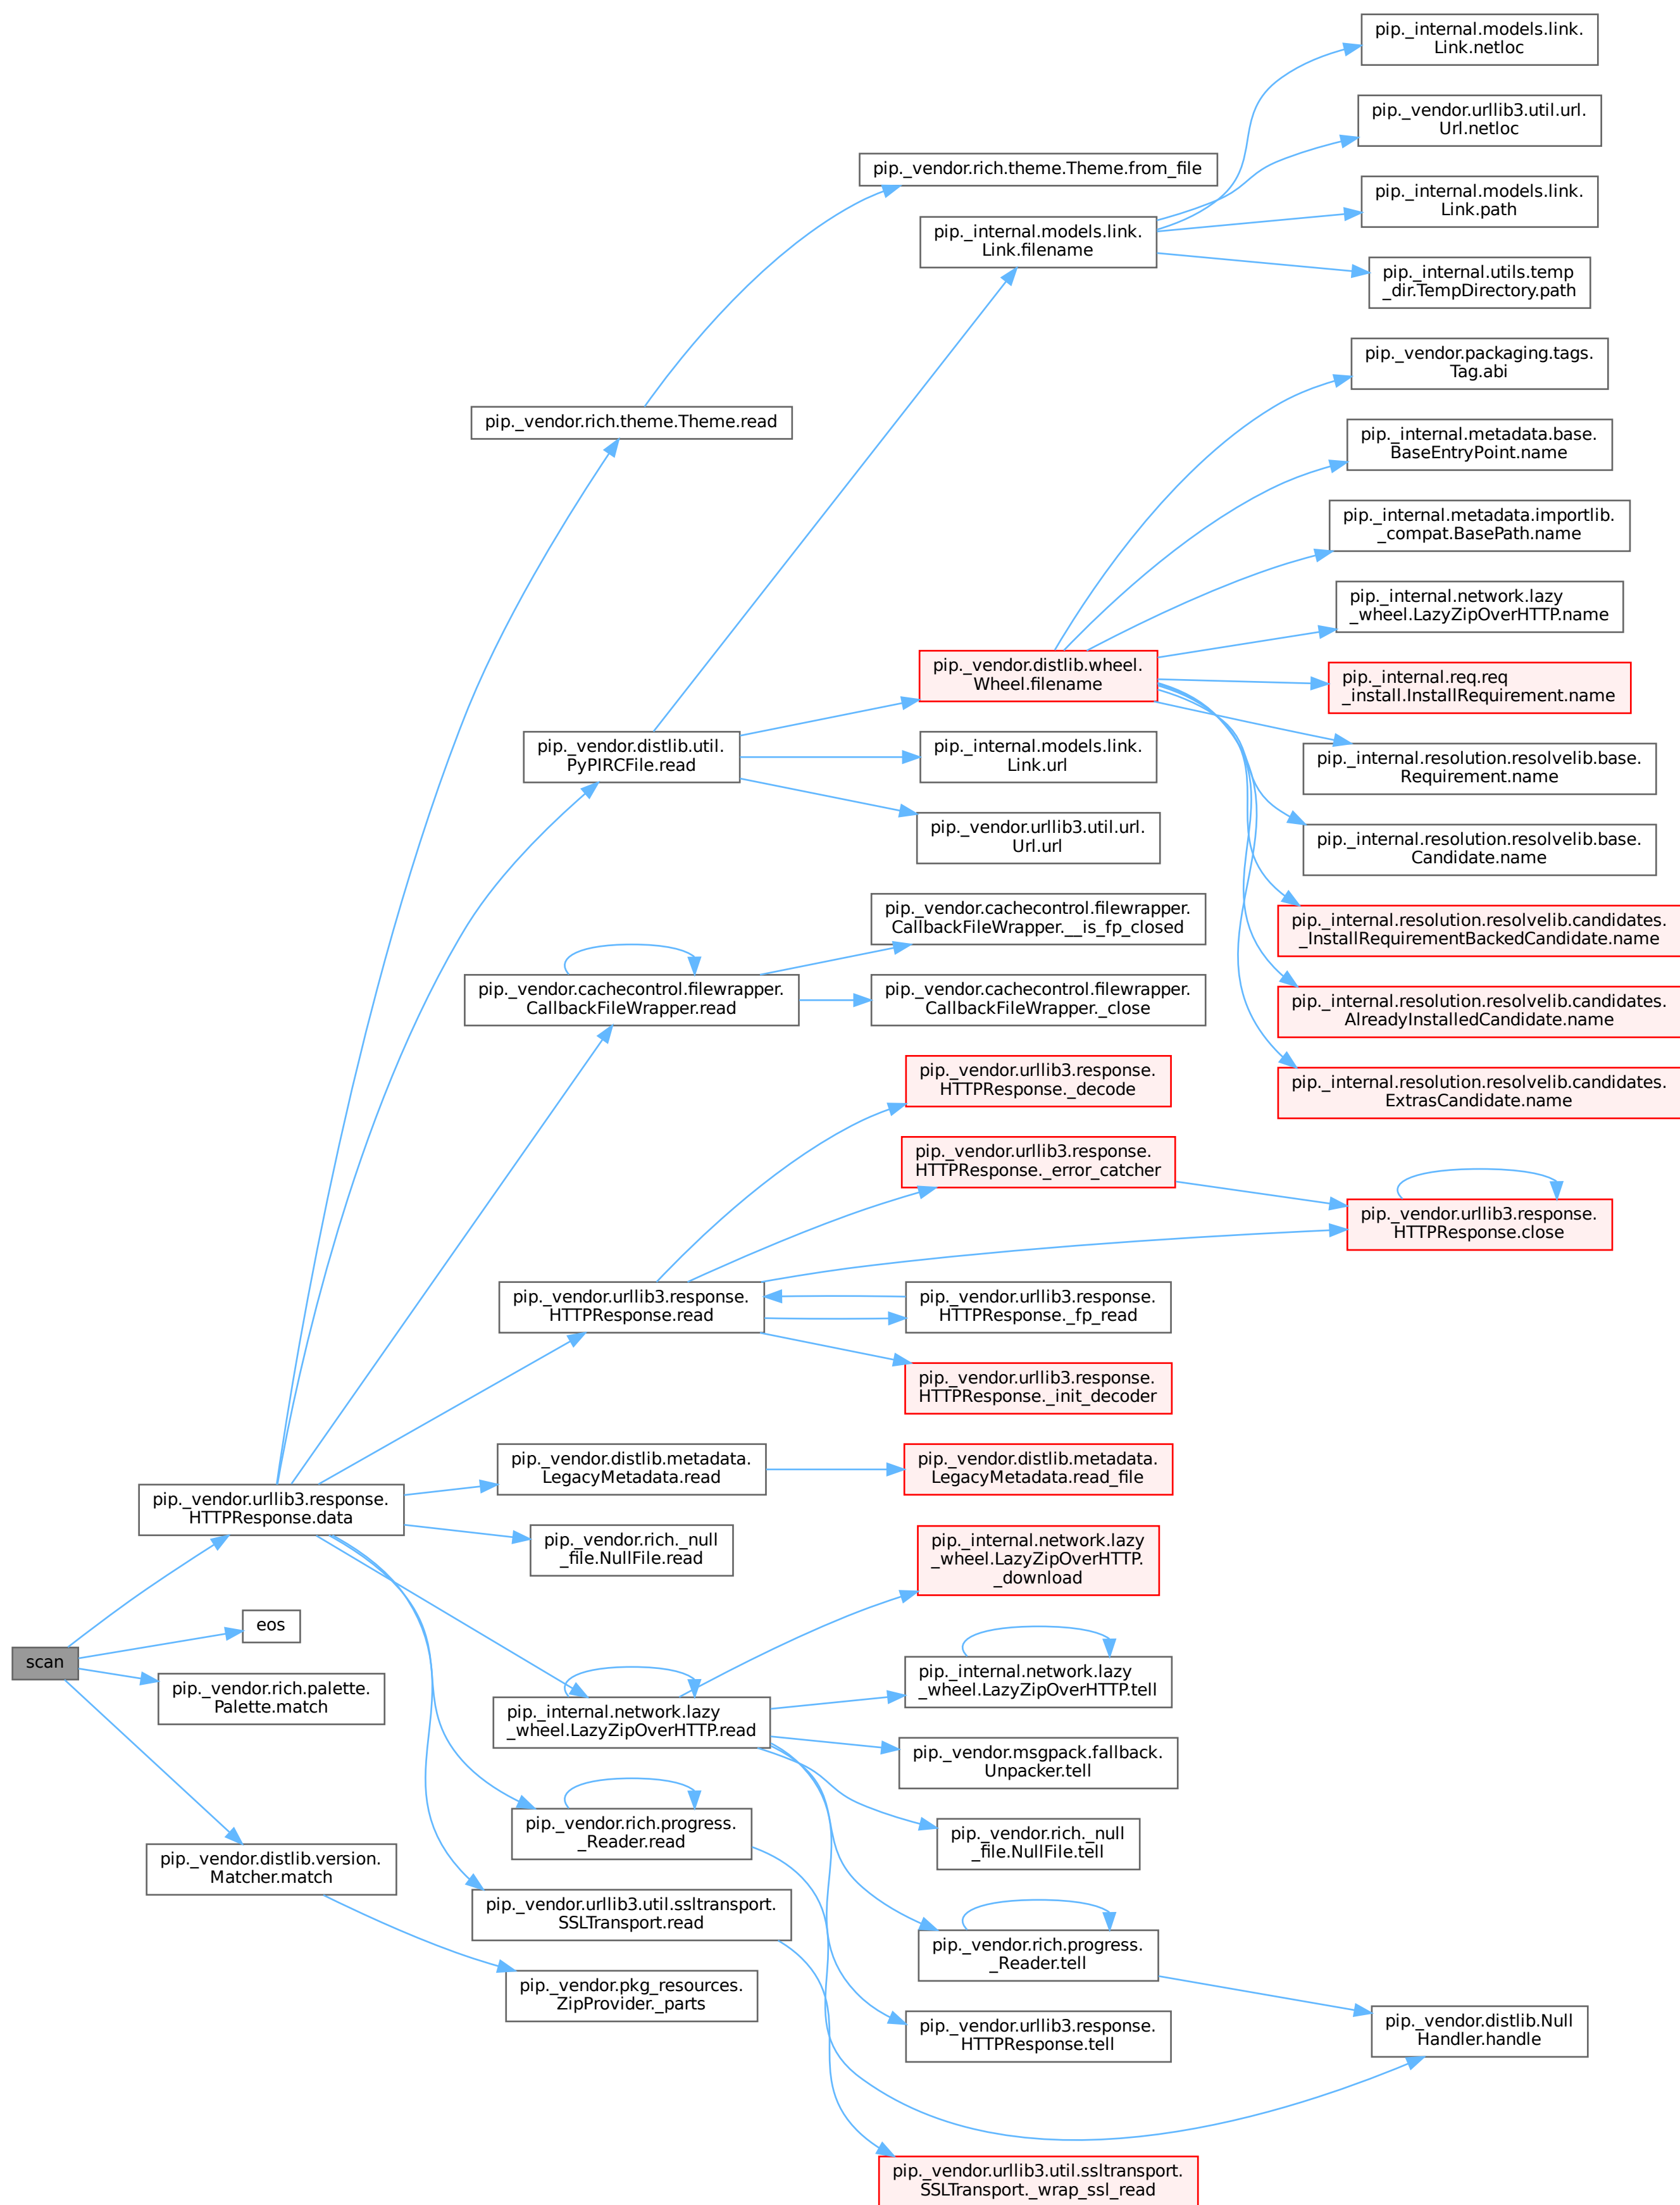 pip._internal.models.link.
Link.netloc
pip._vendor.urllib3.util.url.
Url.netloc
pip._vendor.rich.theme.Theme.from_file
pip._internal.models.link.
Link.path
pip._internal.models.link.
Link.filename
pip._internal.utils.temp
_dir.TempDirectory.path
pip._vendor.packaging.tags.
Tag.abi
pip._vendor.rich.theme.Theme.read
pip._internal.metadata.base.
BaseEntryPoint.name
pip._internal.metadata.importlib.
_compat.BasePath.name
pip._internal.network.lazy
_wheel.LazyZipOverHTTP.name
pip._vendor.distlib.wheel.
Wheel.filename
pip._internal.req.req
_install.InstallRequirement.name
pip._vendor.distlib.util.
PyPIRCFile.read
pip._internal.models.link.
Link.url
pip._internal.resolution.resolvelib.base.
Requirement.name
pip._vendor.urllib3.util.url.
Url.url
pip._internal.resolution.resolvelib.base.
Candidate.name
pip._vendor.cachecontrol.filewrapper.
CallbackFileWrapper.__is_fp_closed
pip._internal.resolution.resolvelib.candidates.
_InstallRequirementBackedCandidate.name
pip._vendor.cachecontrol.filewrapper.
CallbackFileWrapper.read
pip._vendor.cachecontrol.filewrapper.
CallbackFileWrapper._close
pip._internal.resolution.resolvelib.candidates.
AlreadyInstalledCandidate.name
pip._vendor.urllib3.response.
HTTPResponse._decode
pip._internal.resolution.resolvelib.candidates.
ExtrasCandidate.name
pip._vendor.urllib3.response.
HTTPResponse._error_catcher
pip._vendor.urllib3.response.
HTTPResponse.close
pip._vendor.urllib3.response.
HTTPResponse.read
pip._vendor.urllib3.response.
HTTPResponse._fp_read
pip._vendor.urllib3.response.
HTTPResponse._init_decoder
pip._vendor.distlib.metadata.
LegacyMetadata.read
pip._vendor.distlib.metadata.
LegacyMetadata.read_file
pip._vendor.urllib3.response.
HTTPResponse.data
pip._vendor.rich._null
_file.NullFile.read
pip._internal.network.lazy
_wheel.LazyZipOverHTTP.
_download
eos
scan
pip._vendor.rich.palette.
Palette.match
pip._internal.network.lazy
_wheel.LazyZipOverHTTP.tell
pip._internal.network.lazy
_wheel.LazyZipOverHTTP.read
pip._vendor.msgpack.fallback.
Unpacker.tell
pip._vendor.rich.progress.
_Reader.read
pip._vendor.rich._null
_file.NullFile.tell
pip._vendor.distlib.version.
Matcher.match
pip._vendor.urllib3.util.ssltransport.
SSLTransport.read
pip._vendor.rich.progress.
_Reader.tell
pip._vendor.pkg_resources.
ZipProvider._parts
pip._vendor.urllib3.response.
HTTPResponse.tell
pip._vendor.distlib.Null
Handler.handle
pip._vendor.urllib3.util.ssltransport.
SSLTransport._wrap_ssl_read